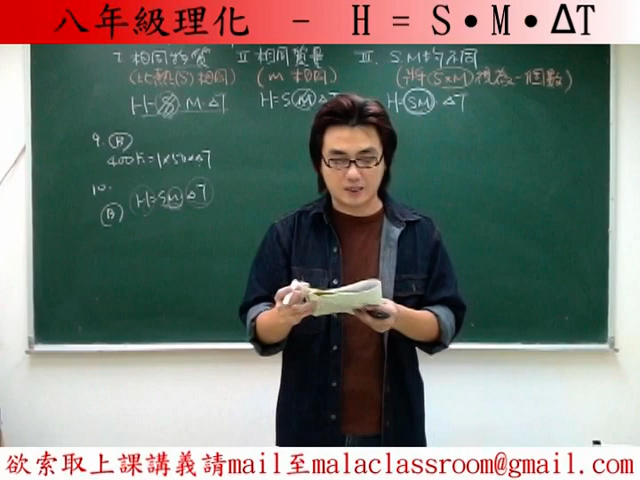 八年級理化 - H = S•M•ΔT
I. 相同物質 II 相同質量 III. S.M均不同
(比熱(S)相同) (m 相同) (將(S×M)視為一個數)
H=S M·ΔT H=S M ΔT H=SM·ΔT
9. (B)
400卡=1×50×ΔT
10.
(B) H=SMΔT
欲索取上課講義請mail至malaclassroom@gmail.com